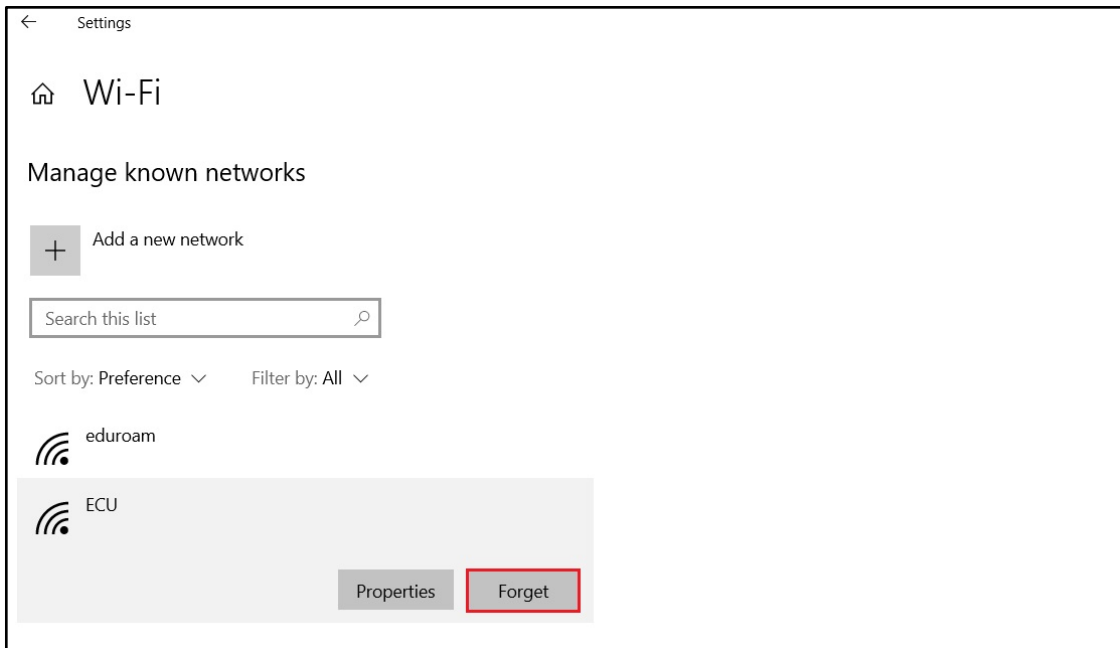 Settings
Wi-Fi
Manage known networks
Add a new network
Search this list
Sort by: Preference Filter by: All
eduroam
ECU
Properties Forget